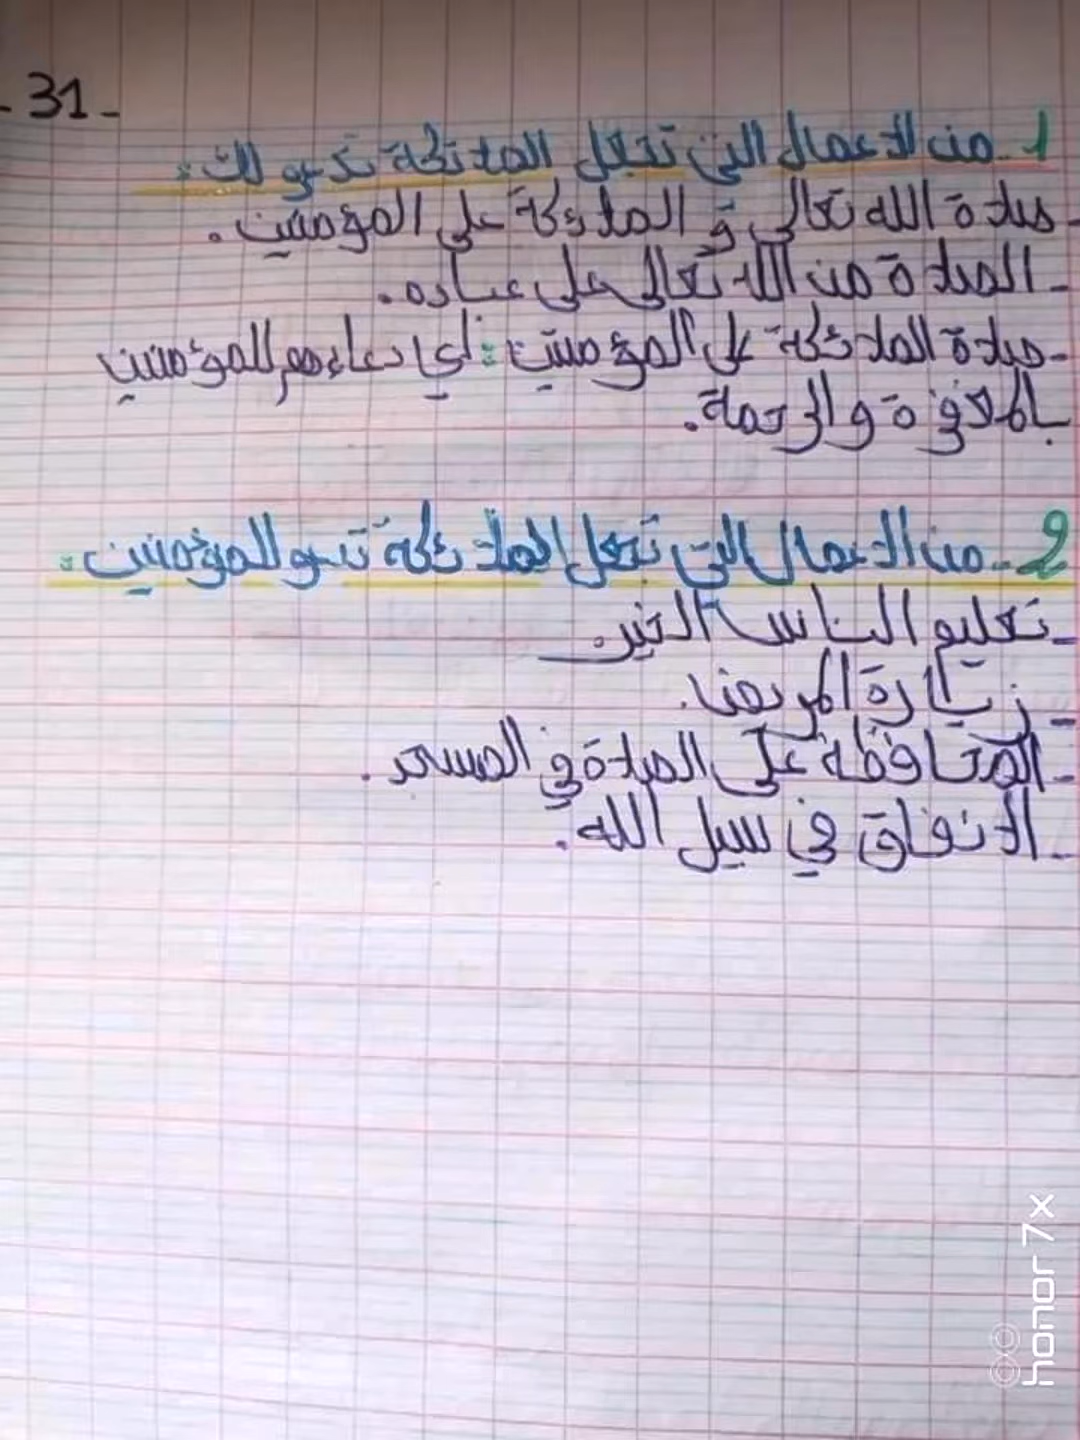 - 31 -
1 - من الأعمال التي تجعل الملائكة تدعو لك:
- صلاة الله تعالى و الملائكة على المؤمنين.
- الصلاة من الله تعالى على عباده.
- صلاة الملائكة على المؤمنين: أي دعاءهم للمؤمنين
بالمغفرة والرحمة.
2 - من الأعمال التي تجعل الملائكة تدعو للمؤمنين:
- تعليم الناس الخير.
- زيارة المريض.
- المحافظة على الصلاة في المسجد.
- الانفاق في سبيل الله.
honor 7x